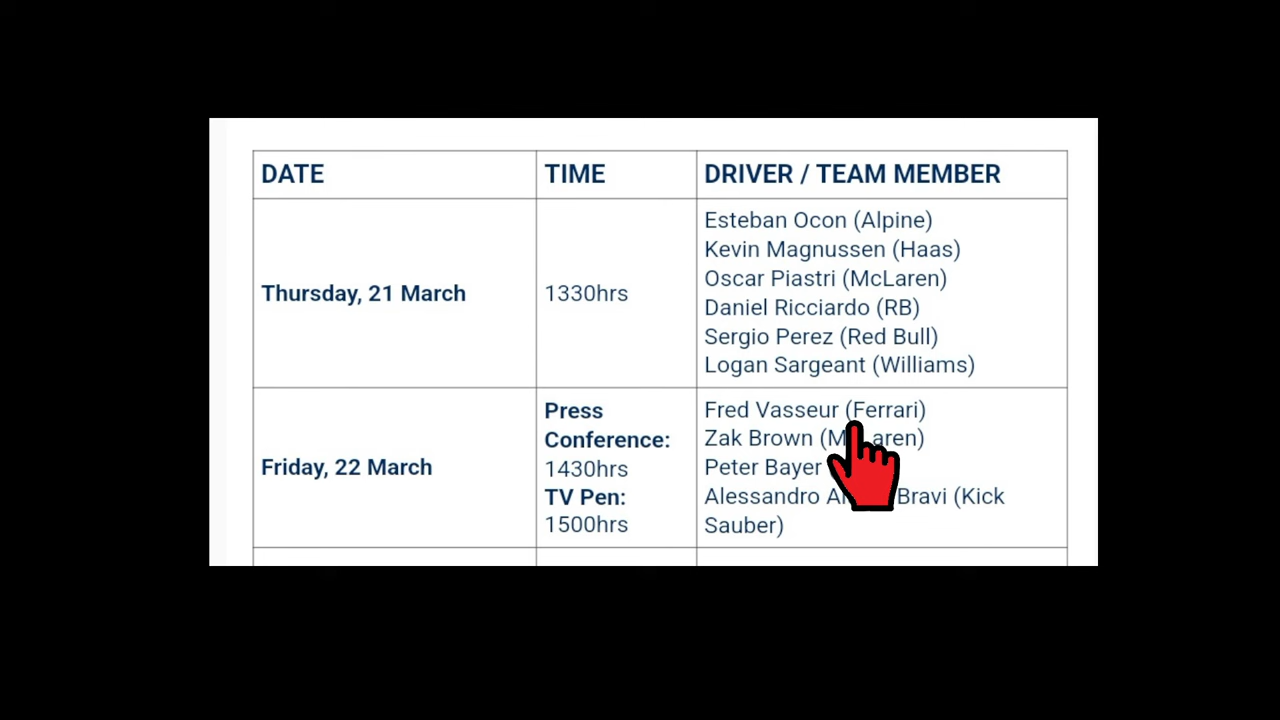 DATE
TIME
DRIVER / TEAM MEMBER
Thursday, 21 March
1330hrs
Esteban Ocon (Alpine)
Kevin Magnussen (Haas)
Oscar Piastri (McLaren)
Daniel Ricciardo (RB)
Sergio Perez (Red Bull)
Logan Sargeant (Williams)
Friday, 22 March
Press
Conference:
1430hrs
TV Pen:
1500hrs
Fred Vasseur (Ferrari)
Zak Brown
Peter Bayer
Alessandro Bravi (Kick
Sauber)